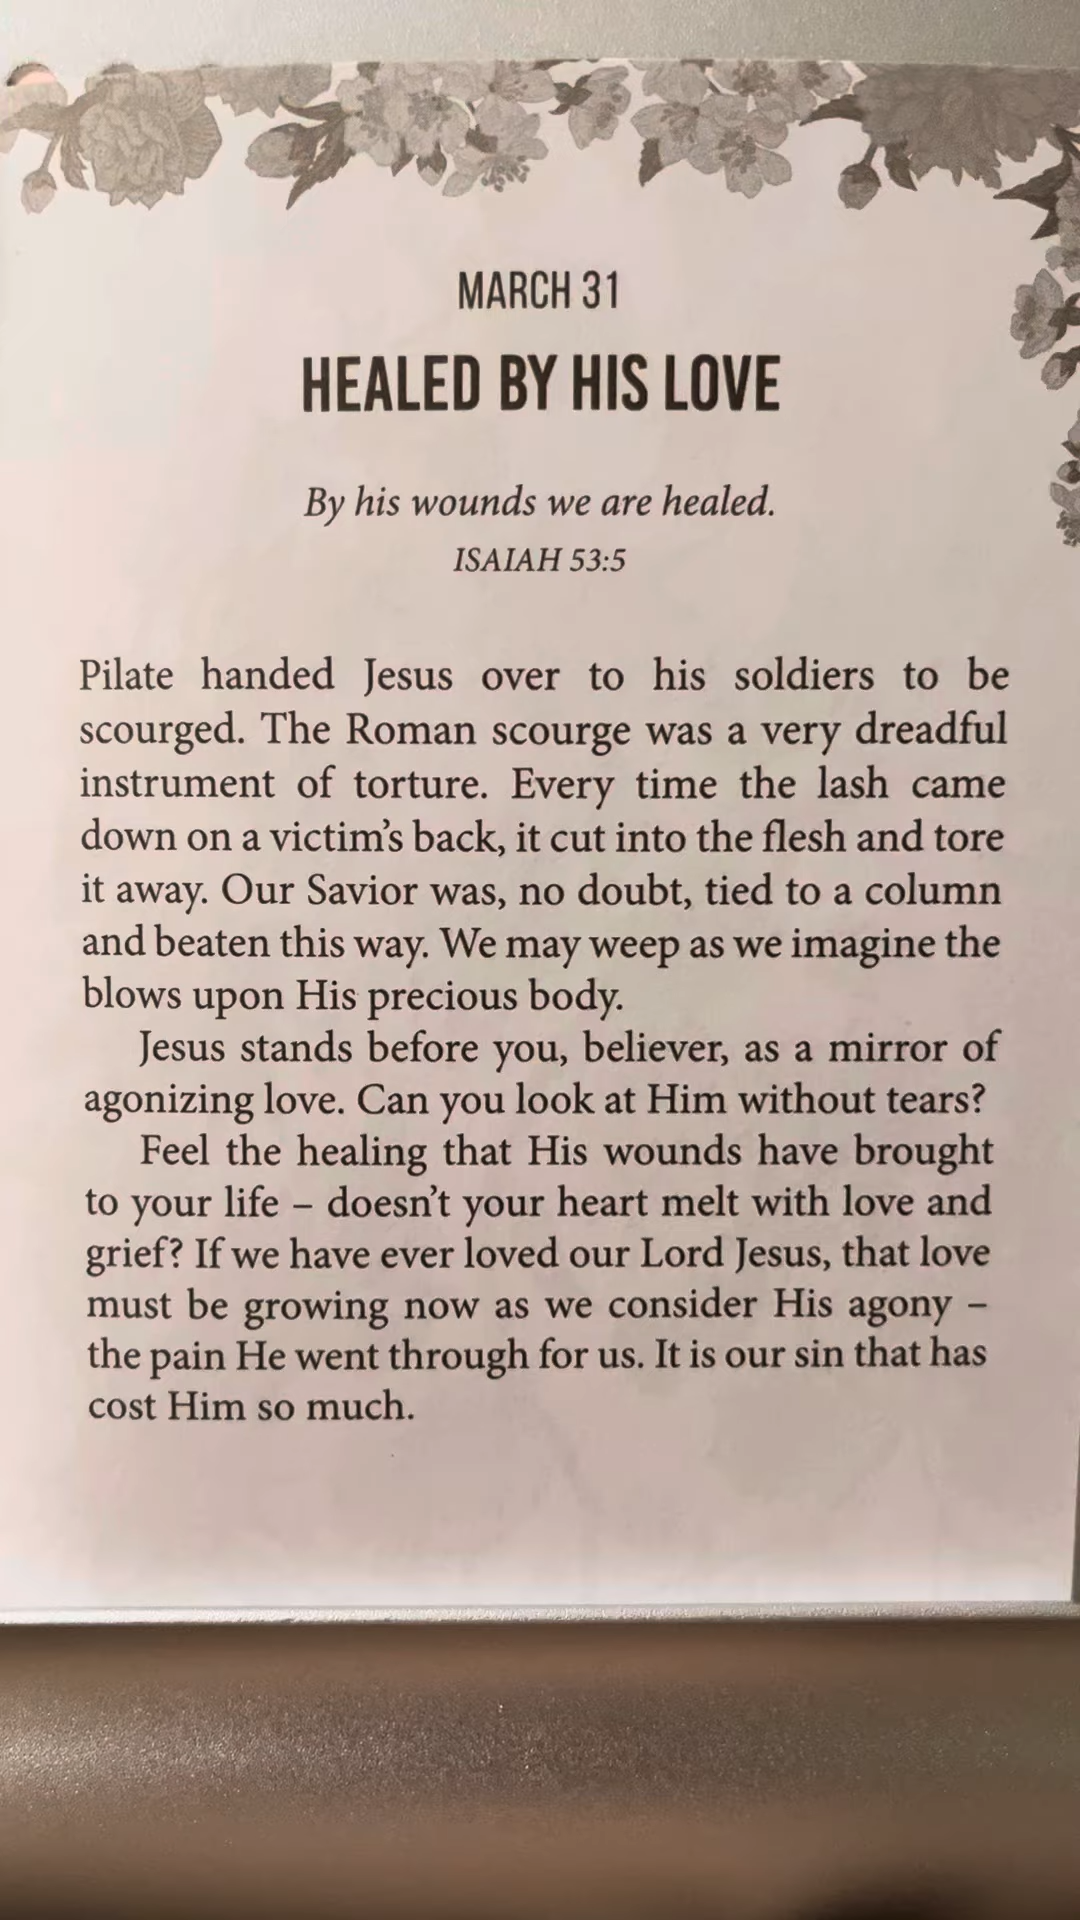 MARCH 31
HEALED BY HIS LOVE
By his wounds we are healed.
ISAIAH 53:5
Pilate handed Jesus over to his soldiers to be
scourged. The Roman scourge was a very dreadful
instrument of torture. Every time the lash came
down on a victim's back, it cut into the flesh and tore
it away. Our Savior was, no doubt, tied to a column
and beaten this way. We may weep as we imagine the
blows upon His precious body.
Jesus stands before you, believer, as a mirror of
agonizing love. Can you look at Him without tears?
Feel the healing that His wounds have brought
to your life – doesn't your heart melt with love and
grief? If we have ever loved our Lord Jesus, that love
must be growing now as we consider His agony –
the pain He went through for us. It is our sin that has
cost Him so much.